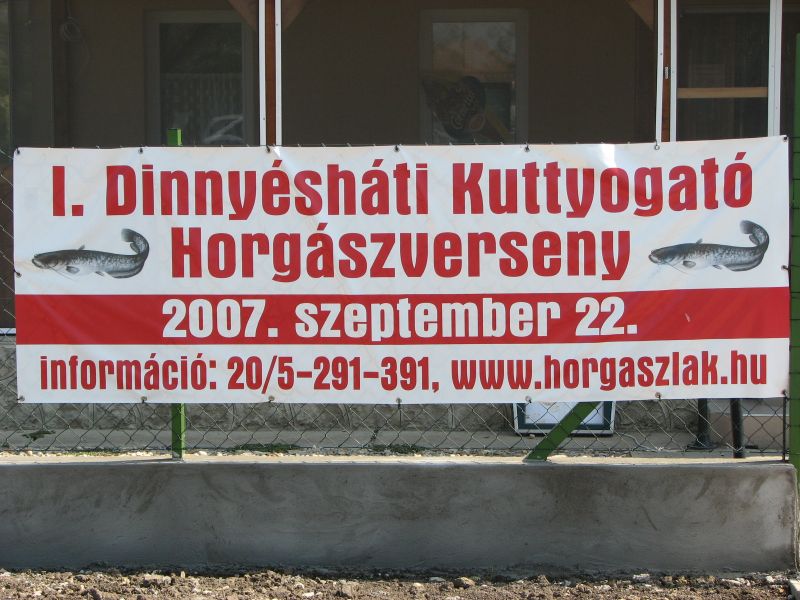 I. Dinnyésháti Kuttyogató
Horgászverseny
2007. szeptember 22.
információ: 20/5-291-391, www.horgaszlak.hu